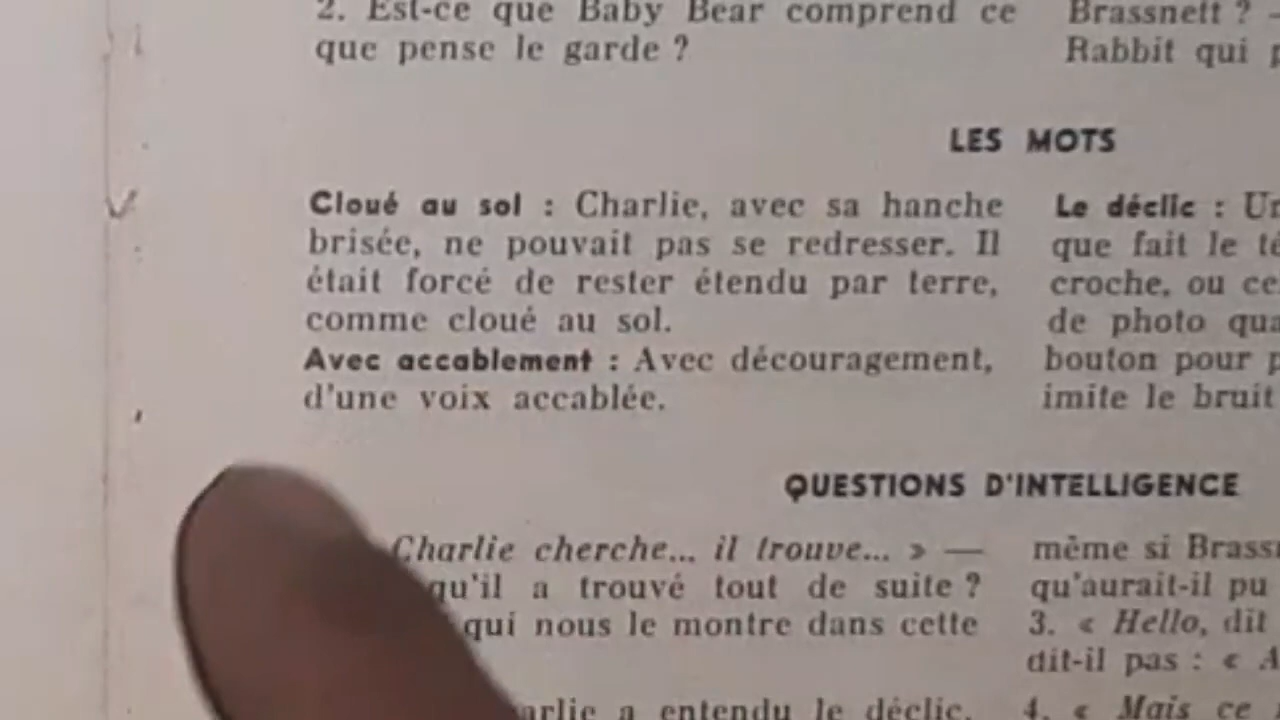 2. Est-ce que Baby Bear comprend ce
que pense le garde ?
Brassnett ? —
Rabbit qui
LES MOTS
Cloué au sol : Charlie, avec sa hanche
brisée, ne pouvait pas se redresser. Il
était forcé de rester étendu par terre,
comme cloué au sol.
Avec accablement : Avec découragement,
d'une voix accablée.
Le déclic :
que fait le
croche, ou
de photo
bouton pour
imite le bruit
QUESTIONS D'INTELLIGENCE
Charlie cherche... il trouve... » —
qu'il a trouvé tout de suite ?
qui nous le montre dans cette
a entendu le déclic.
même si
qu'aurait-il pu
3. « Hello, dit
dit-il pas : «
4. « Mais ce